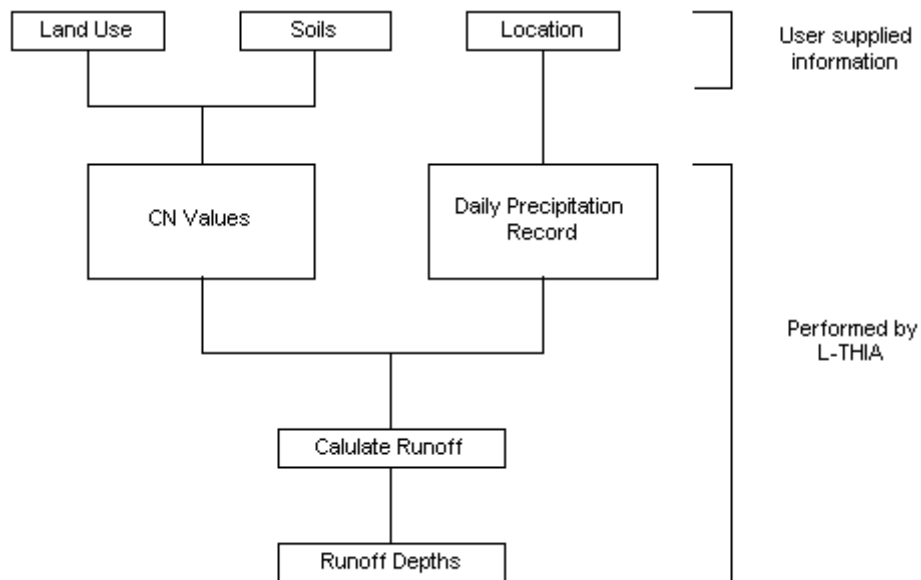 Land Use
Soils
Location
User supplied
information
CN Values
Daily Precipitation
Record
Performed by
L-THIA
Calulate Runoff
Runoff Depths